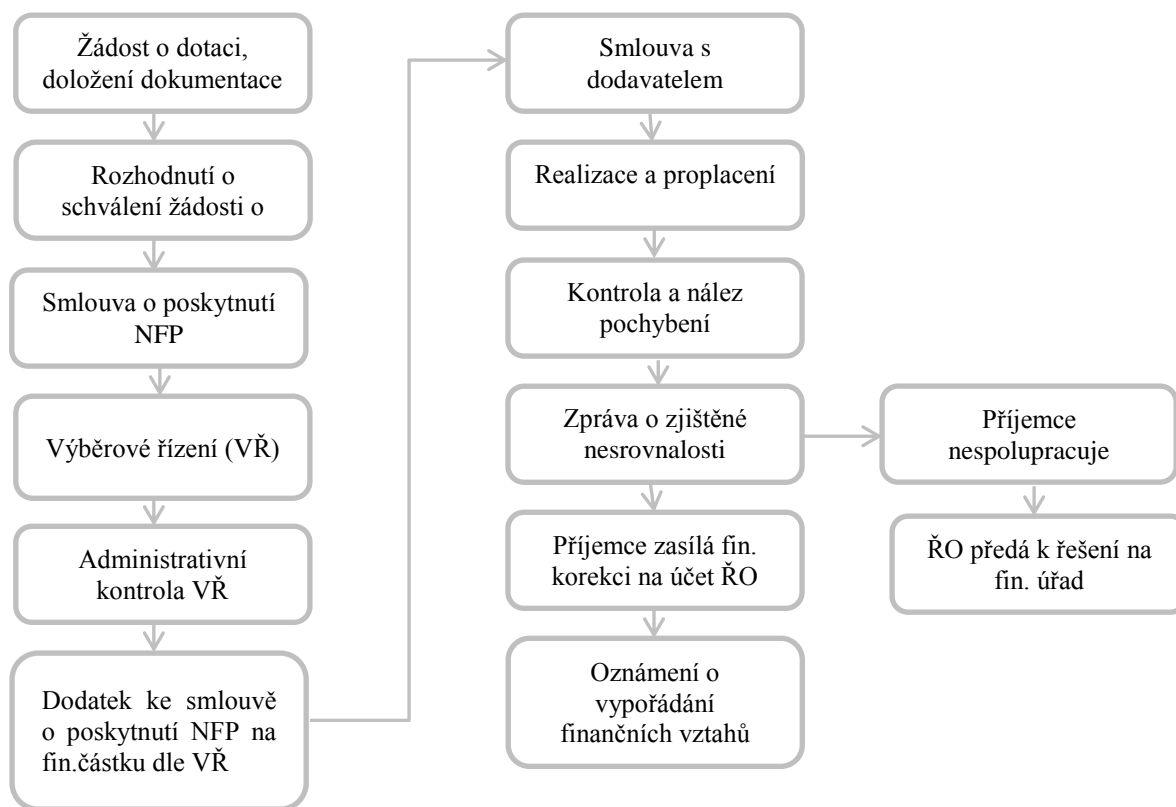 Žádost o dotaci,
doložení dokumentace
Rozhodnutí o
schválení žádosti o
Smlouva o poskytnutí
NFP
Výběrové řízení (VŘ)
Administrativní
kontrola VŘ
Dodatek ke smlouvě
o poskytnutí NFP na
fin.částku dle VŘ
Smlouva s
dodavatelem
Realizace a proplacení
Kontrola a nález
pochybení
Zpráva o zjištěné
nesrovnalosti
Příjemce zasílá fin.
korekci na účet ŘO
Oznámení o
vypořádání
finančních vztahů
Příjemce
nespolupracuje
ŘO předá k řešení na
fin. úřad